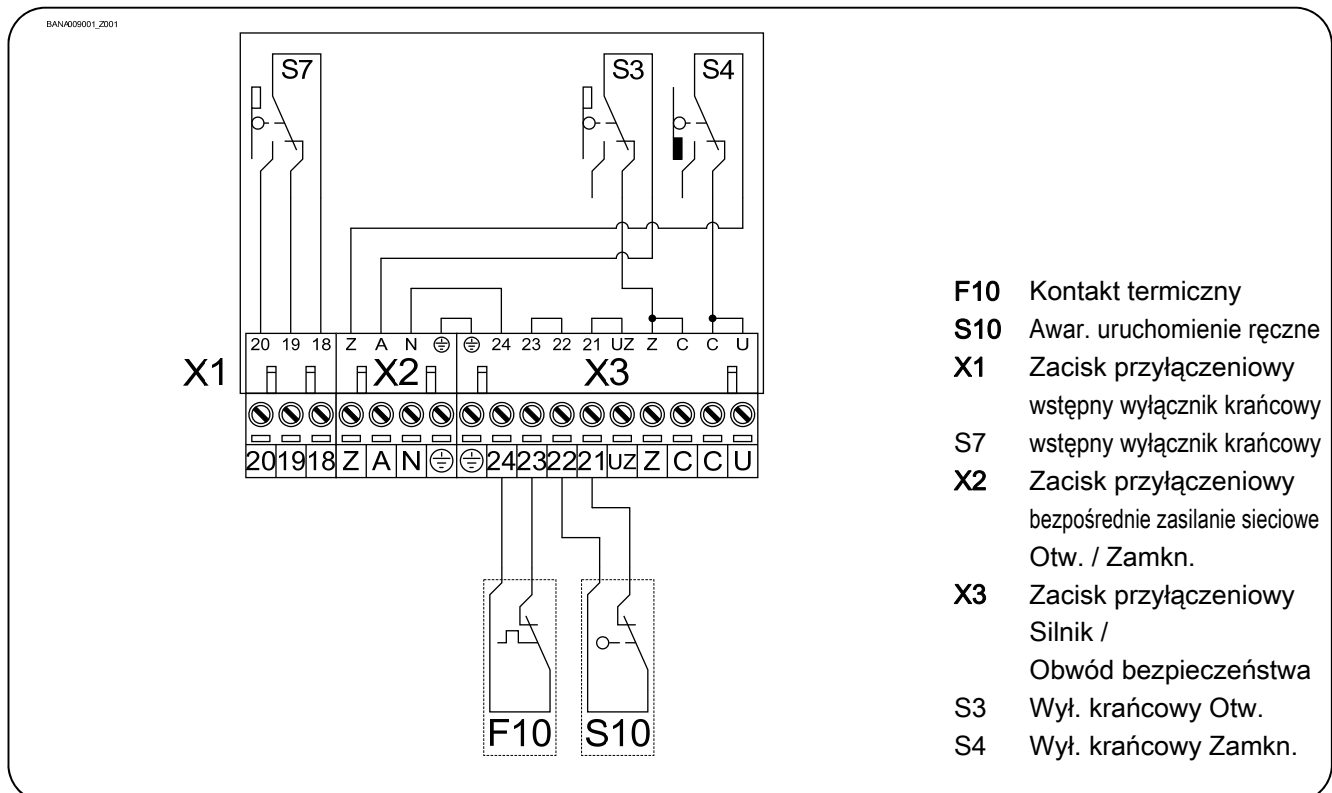 BANA009001_Z001
S7 S3 S4
20 19 18 Z A N 24 23 22 21 UZ Z C C U
X1 X2 X3
20 19 18 Z A N 24 23 22 21 UZ Z C C U
F10 S10
F10 Kontakt termiczny
S10 Awar. uruchomienie ręczne
X1 Zacisk przyłączeniowy
wstępny wyłącznik krańcowy
S7 wstępny wyłącznik krańcowy
X2 Zacisk przyłączeniowy
bezpośrednie zasilanie sieciowe
Otw. / Zamkn.
X3 Zacisk przyłączeniowy
Silnik /
Obwód bezpieczeństwa
S3 Wył. krańcowy Otw.
S4 Wył. krańcowy Zamkn.